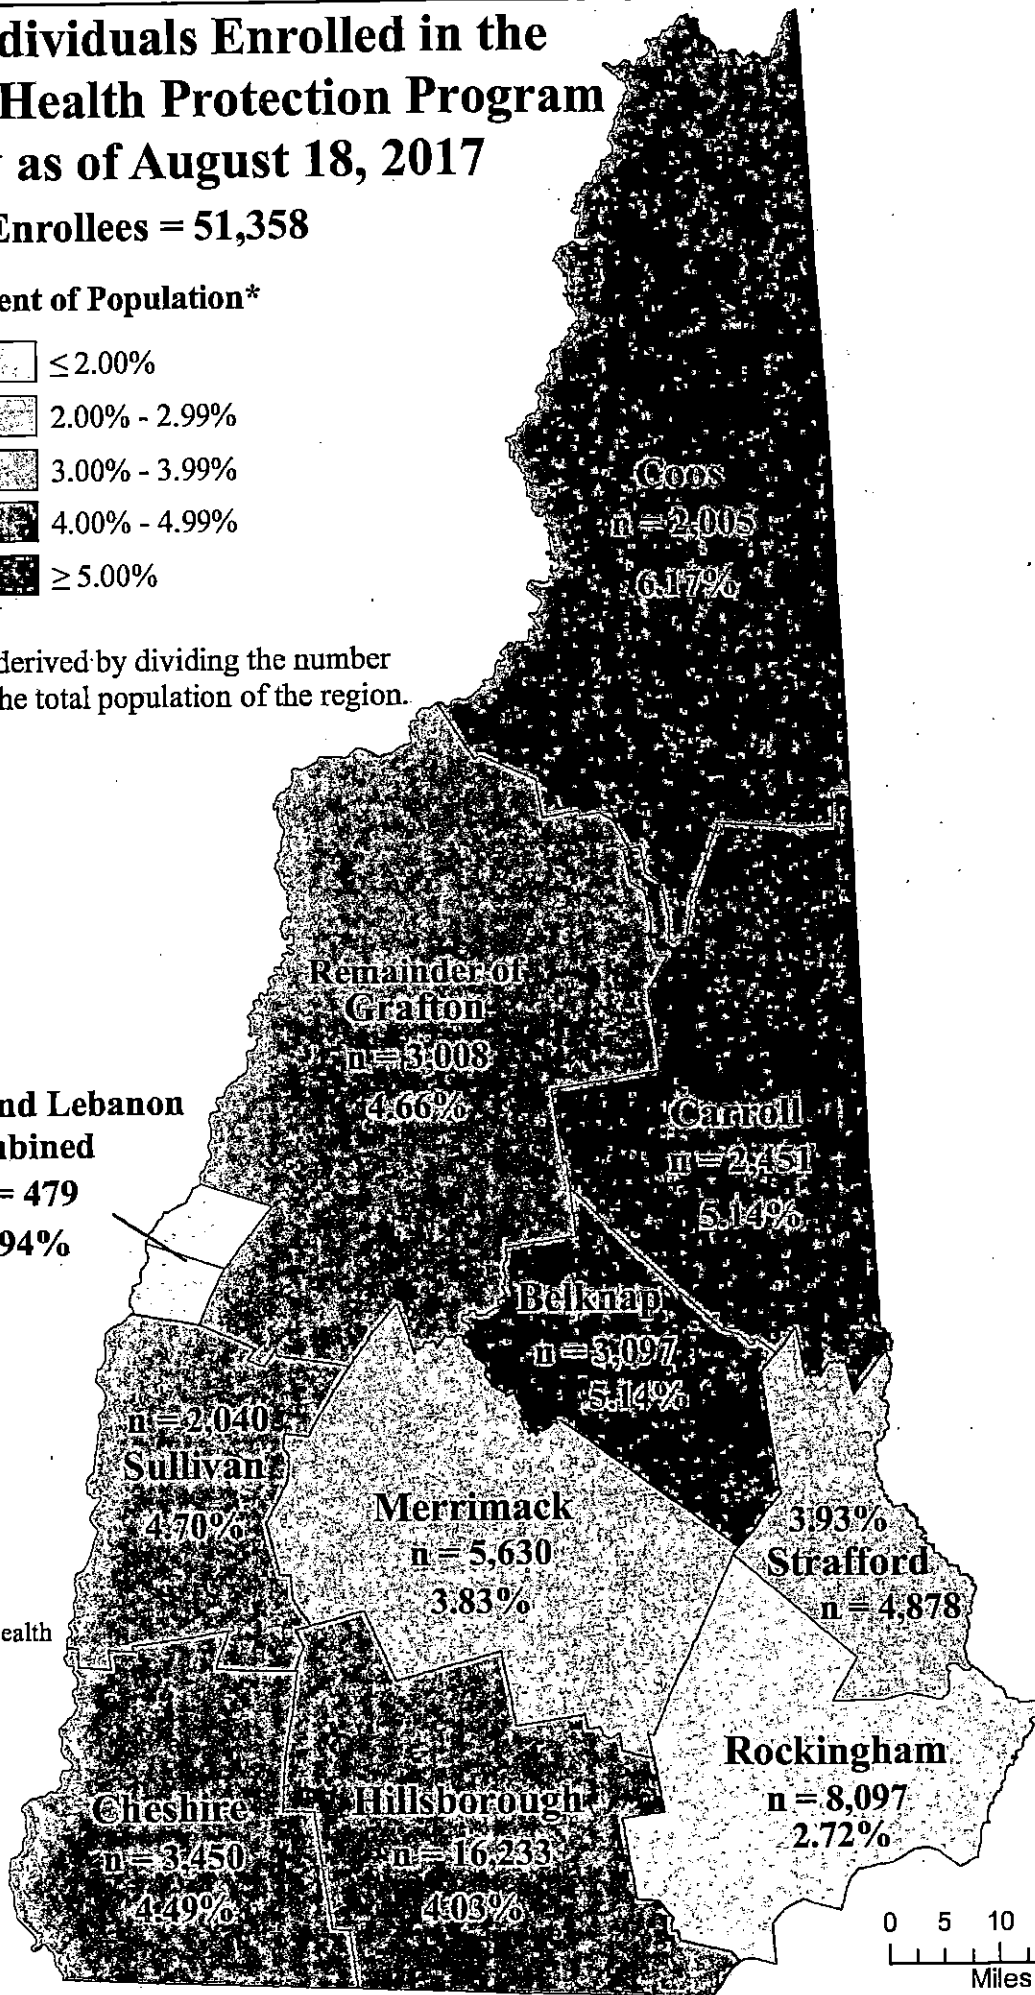 dividuals Enrolled in the
Health Protection Program
as of August 18, 2017
Enrollees = 51,358
ent of Population*
≤ 2.00%
2.00% - 2.99%
3.00% - 3.99%
4.00% - 4.99%
≥ 5.00%
derived by dividing the number
he total population of the region.
Coos
n = 2,005
6.17%
Remainder of
Grafton
n = 3,008
4.66%
nd Lebanon
nbined
= 479
94%
Carroll
n = 2,451
5.14%
Belknap
n = 3,097
5.14%
n = 2,040
Sullivan
4.70%
Merrimack
n = 5,630
3.83%
3.93%
Strafford
n = 4,878
ealth
Rockingham
n = 8,097
2.72%
Cheshire
n = 3,450
4.49%
Hillsborough
n = 16,233
4.03%
0 5 10
Miles